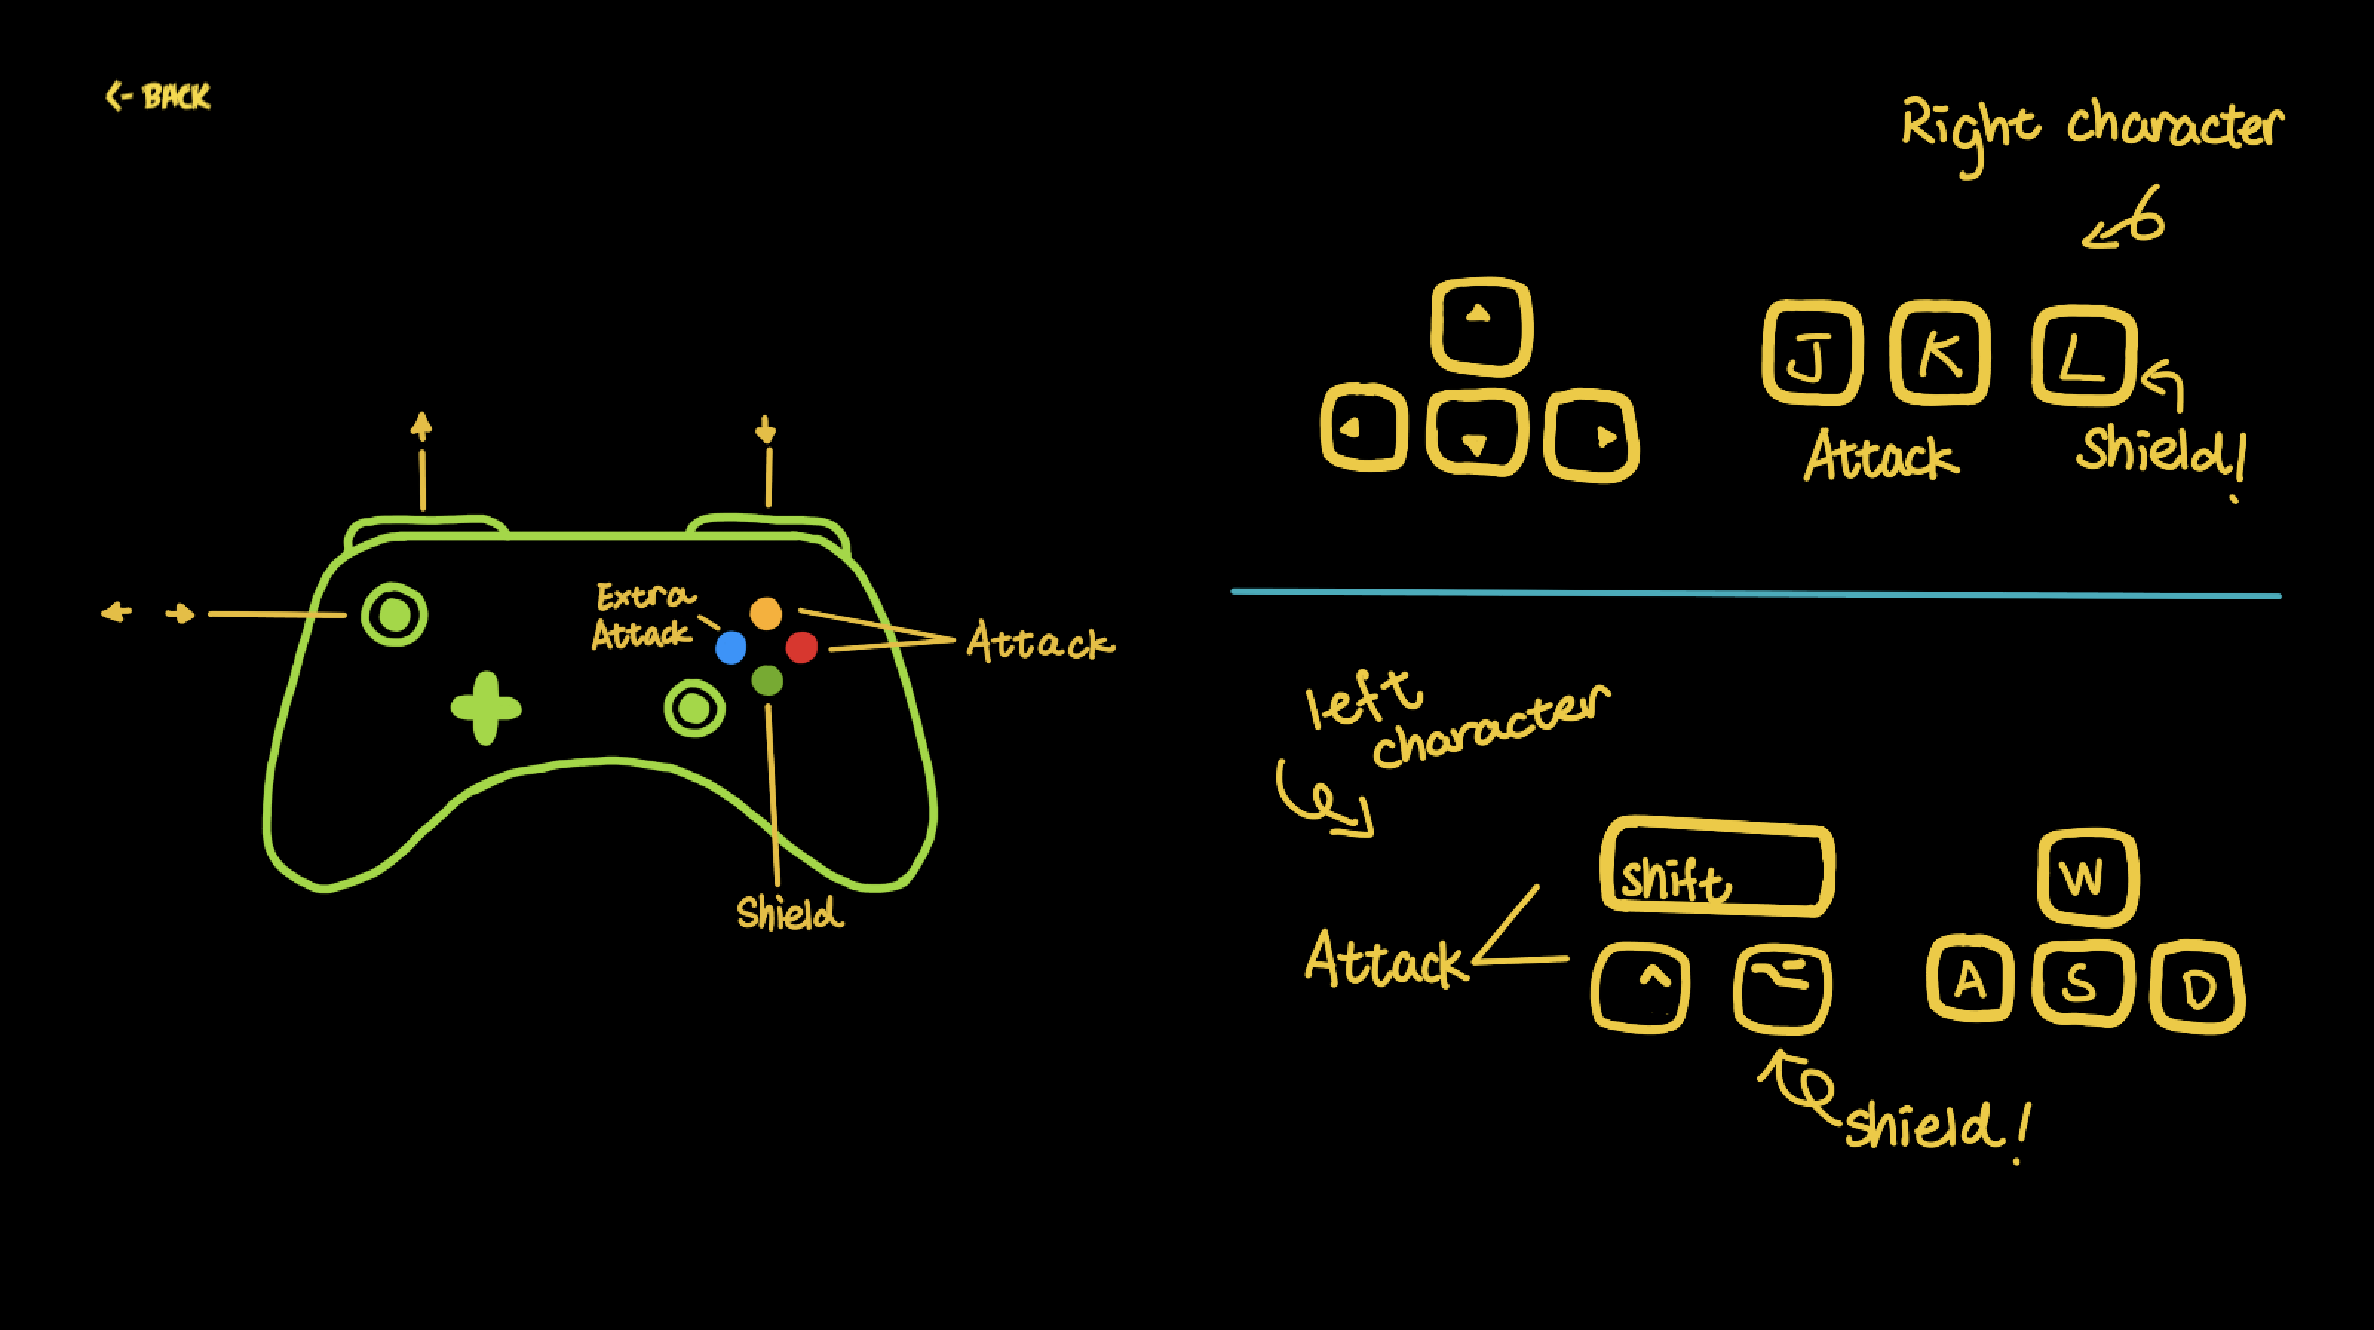 <- BACK
Extra
Attack
Attack
Shield
Right character
J K L
Attack
Shield!
left
character
shift
Attack
^ ⌥
W
A S D
Shield!